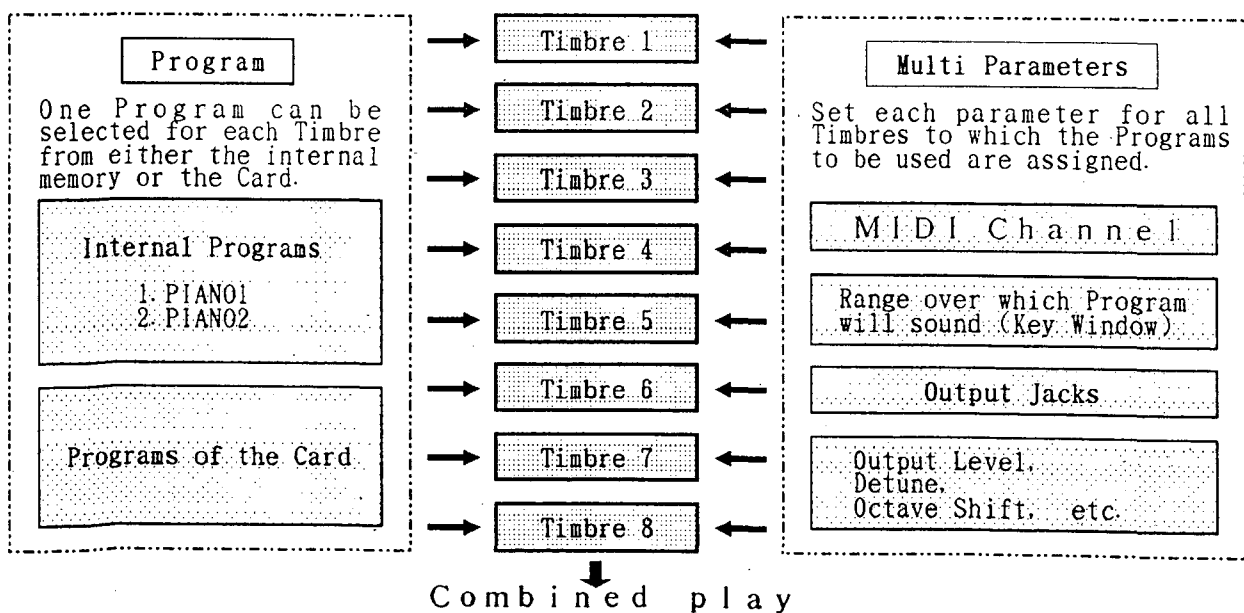 Program
One Program can be
selected for each Timbre
from either the internal
memory or the Card.
Internal Programs
1. PIANO1
2. PIANO2
Programs of the Card
Timbre 1
Timbre 2
Timbre 3
Timbre 4
Timbre 5
Timbre 6
Timbre 7
Timbre 8
Multi Parameters
Set each parameter for all
Timbres to which the Programs
to be used are assigned.
MIDI Channel
Range over which Program
will sound (Key Window)
Output Jacks
Output Level,
Detune,
Octave Shift, etc.
Combined play